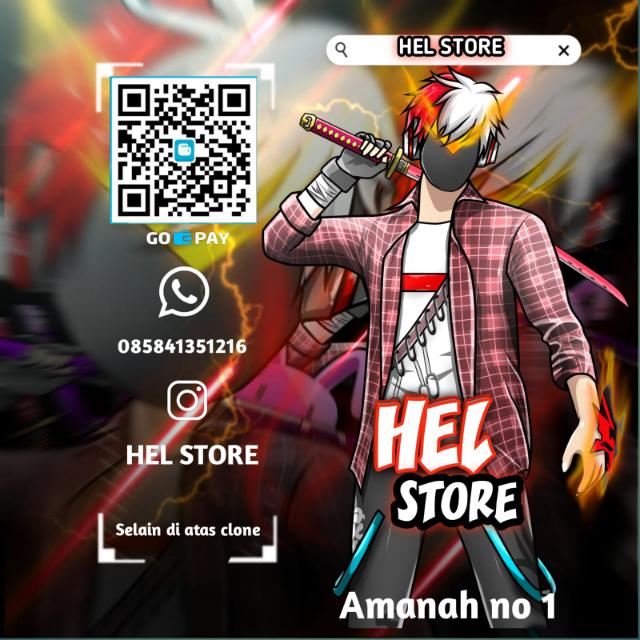 HEL STORE
GO PAY
085841351216
HEL STORE
Selain di atas clone
HEL
STORE
Amanah no 1